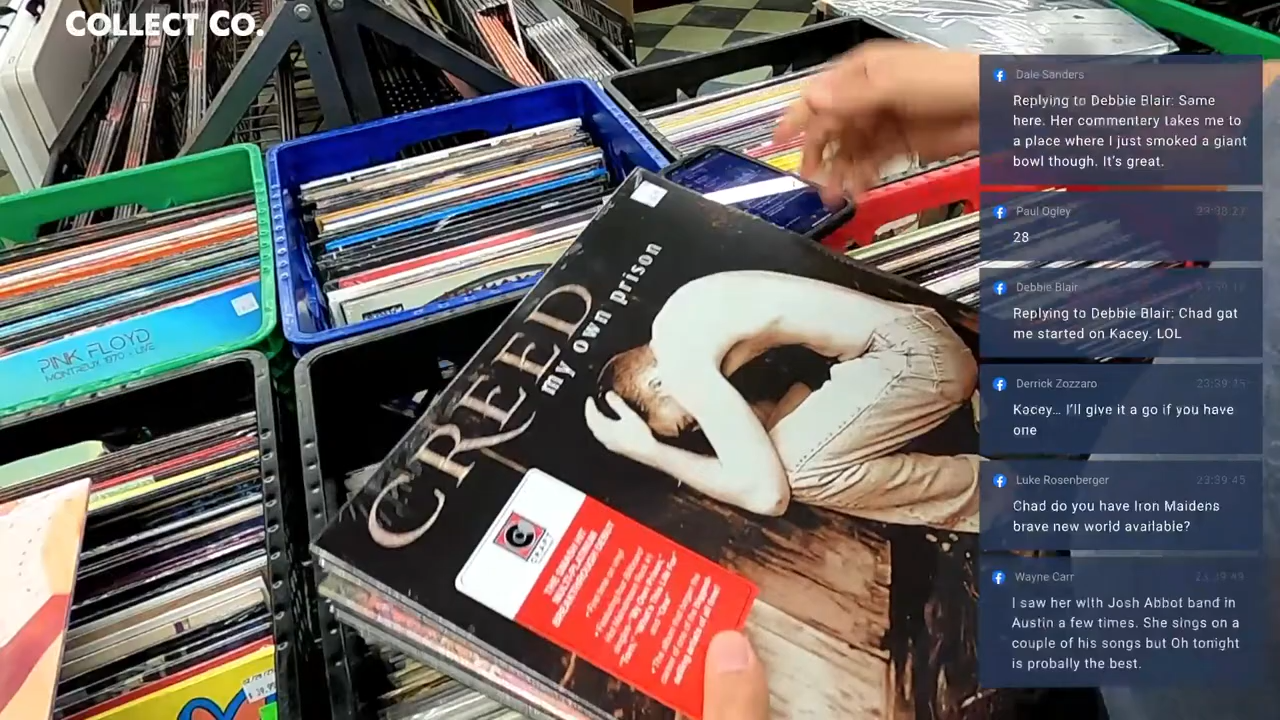 COLLECT CO.
Dale Sanders
Replying to Debbie Blair: Same
here. Her commentery takes me to
a place where I just smoked a giant
bowl though. It's great.
Paul Ogley
28
Debbie Blair
Replying to Debbie Blair: Chad got
me started on Kacey. LOL
Derrick Zozzaro
Kacey... I'll give it a go if you have
one
Luke Rosenberger 23:39:45
Chad do you have Iron Maidens
brave new world available?
Wayne Carr 23:39:49
I saw her with Josh Abbot band in
Austin a few times. She sings on a
couple of his songs but Oh tonight
is probally the best.
CREED
my own prison
CRAFT
PINK FLOYD
MONTREUX 1970 - LIVE